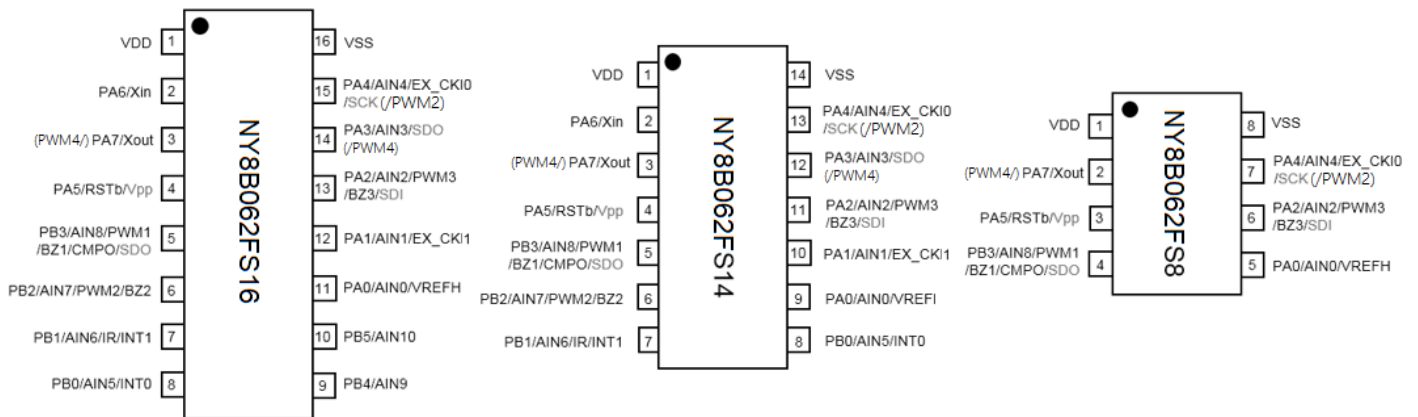 VDD 1
PA6/Xin 2
(PWM4/) PA7/Xout 3
PA5/RSTb/Vpp 4
PB3/AIN8/PWM1
/BZ1/CMPO/SDO 5
PB2/AIN7/PWM2/BZ2 6
PB1/AIN6/IR/INT1 7
PB0/AIN5/INT0 8
NY8B062FS16
16 VSS
15 PA4/AIN4/EX_CKI0
/SCK(/PWM2)
14 PA3/AIN3/SDO
(/PWM4)
13 PA2/AIN2/PWM3
/BZ3/SDI
12 PA1/AIN1/EX_CKI1
11 PA0/AIN0/VREFH
10 PB5/AIN10
9 PB4/AIN9
VDD 1
PA6/Xin 2
(PWM4/) PA7/Xout 3
PA5/RSTb/Vpp 4
PB3/AIN8/PWM1
/BZ1/CMPO/SDO 5
PB2/AIN7/PWM2/BZ2 6
PB1/AIN6/IR/INT1 7
NY8B062FS14
14 VSS
13 PA4/AIN4/EX_CKI0
/SCK(/PWM2)
12 PA3/AIN3/SDO
(/PWM4)
11 PA2/AIN2/PWM3
/BZ3/SDI
10 PA1/AIN1/EX_CKI1
9 PA0/AIN0/VREFI
8 PB0/AIN5/INT0
VDD 1
(PWM4/) PA7/Xout 2
PA5/RSTb/Vpp 3
PB3/AIN8/PWM1
/BZ1/CMPO/SDO 4
NY8B062FS8
8 VSS
7 PA4/AIN4/EX_CKI0
/SCK(/PWM2)
6 PA2/AIN2/PWM3
/BZ3/SDI
5 PA0/AIN0/VREFH